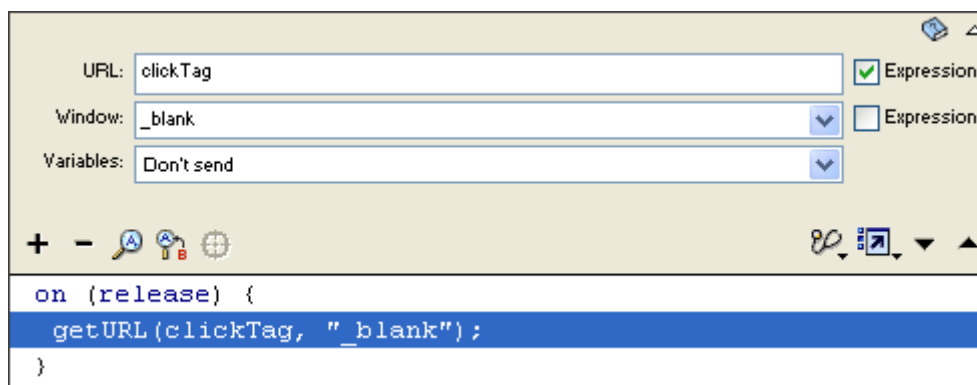 URL: clickTag Expression
Window: _blank Expression
Variables: Don't send
on (release) {
getURL(clickTag, "_blank");
}